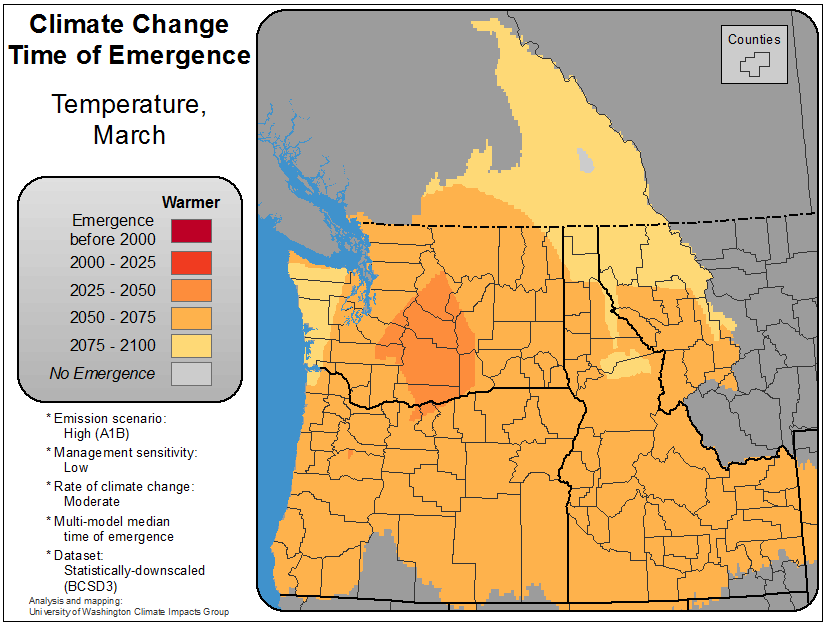 Climate Change
Time of Emergence
Temperature,
March
Counties
Warmer
Emergence
before 2000
2000 - 2025
2025 - 2050
2050 - 2075
2075 - 2100
No Emergence
* Emission scenario:
High (A1B)
* Management sensitivity:
Low
* Rate of climate change:
Moderate
* Multi-model median
time of emergence
* Dataset:
Statistically-downscaled
(BCSD3)
Analysis and mapping:
University of Washington Climate Impacts Group